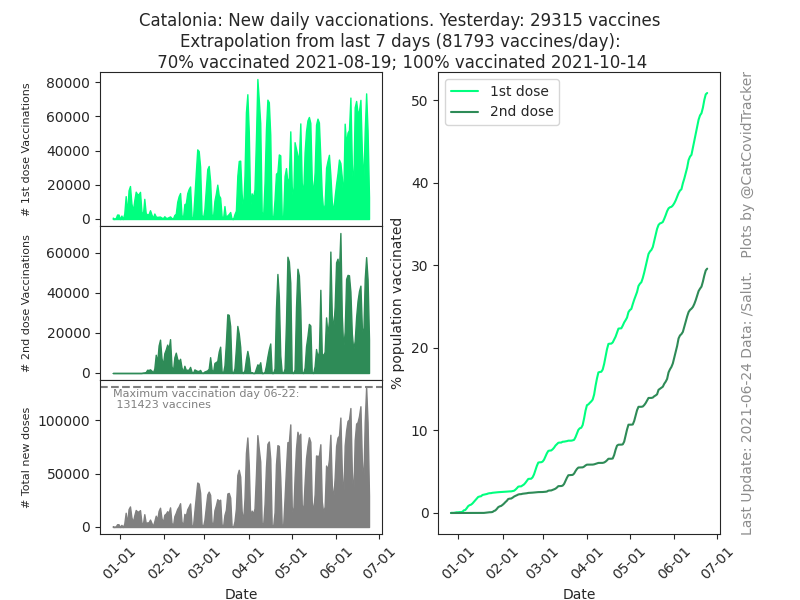 Catalonia: New daily vaccionations. Yesterday: 29315 vaccines
Extrapolation from last 7 days (81793 vaccines/day):
70% vaccinated 2021-08-19; 100% vaccinated 2021-10-14
# 1st dose Vaccinations
80000
60000
40000
20000
0
# 2nd dose Vaccinations
60000
40000
20000
0
# Total new doses
100000
50000
0
Maximum vaccination day 06-22:
131423 vaccines
01-01
02-01
03-01
04-01
05-01
06-01
07-01
Date
% population vaccinated
50
40
30
20
10
0
1st dose
2nd dose
01-01
02-01
03-01
04-01
05-01
06-01
07-01
Date
Last Update: 2021-06-24 Data: /Salut. Plots by @CatCovidTracker